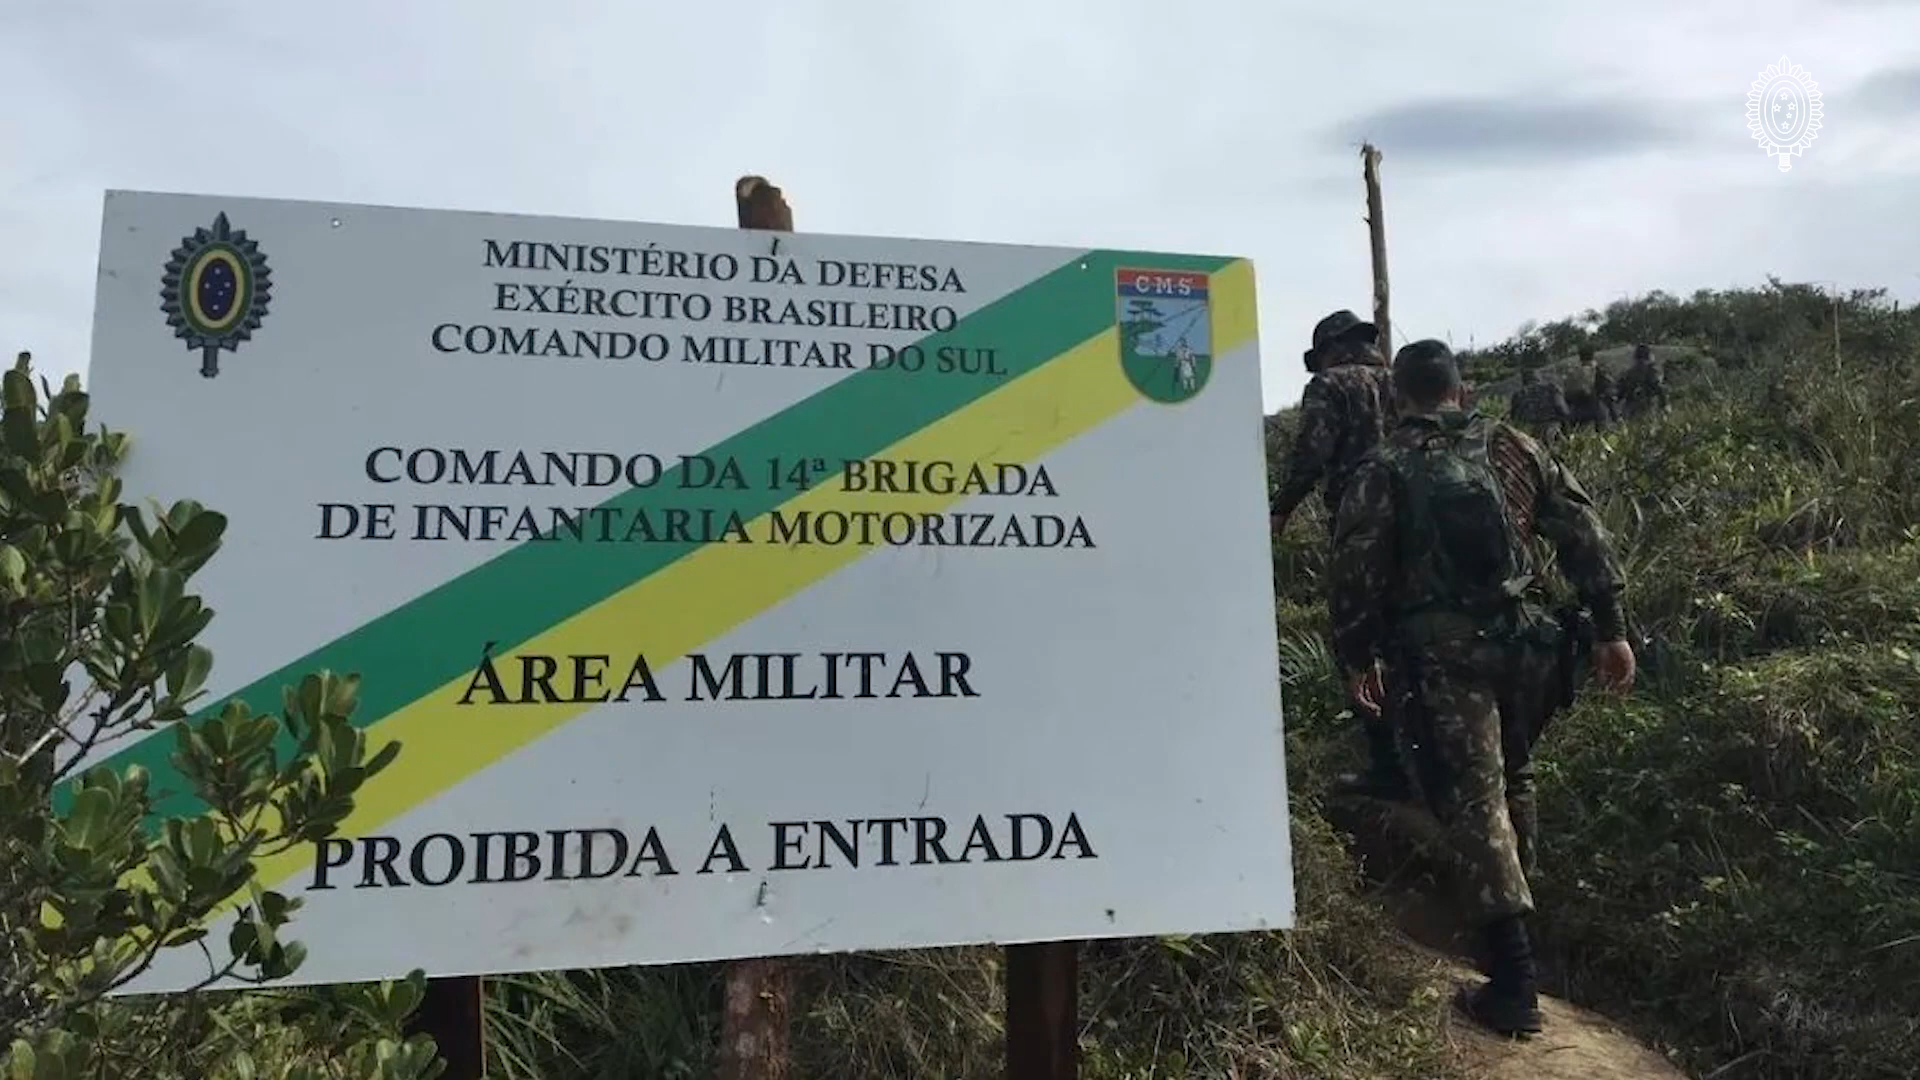 MINISTÉRIO DA DEFESA
EXÉRCITO BRASILEIRO
COMANDO MILITAR DO SUL
CMS
COMANDO DA 14ª BRIGADA
DE INFANTARIA MOTORIZADA
ÁREA MILITAR
PROIBIDA A ENTRADA